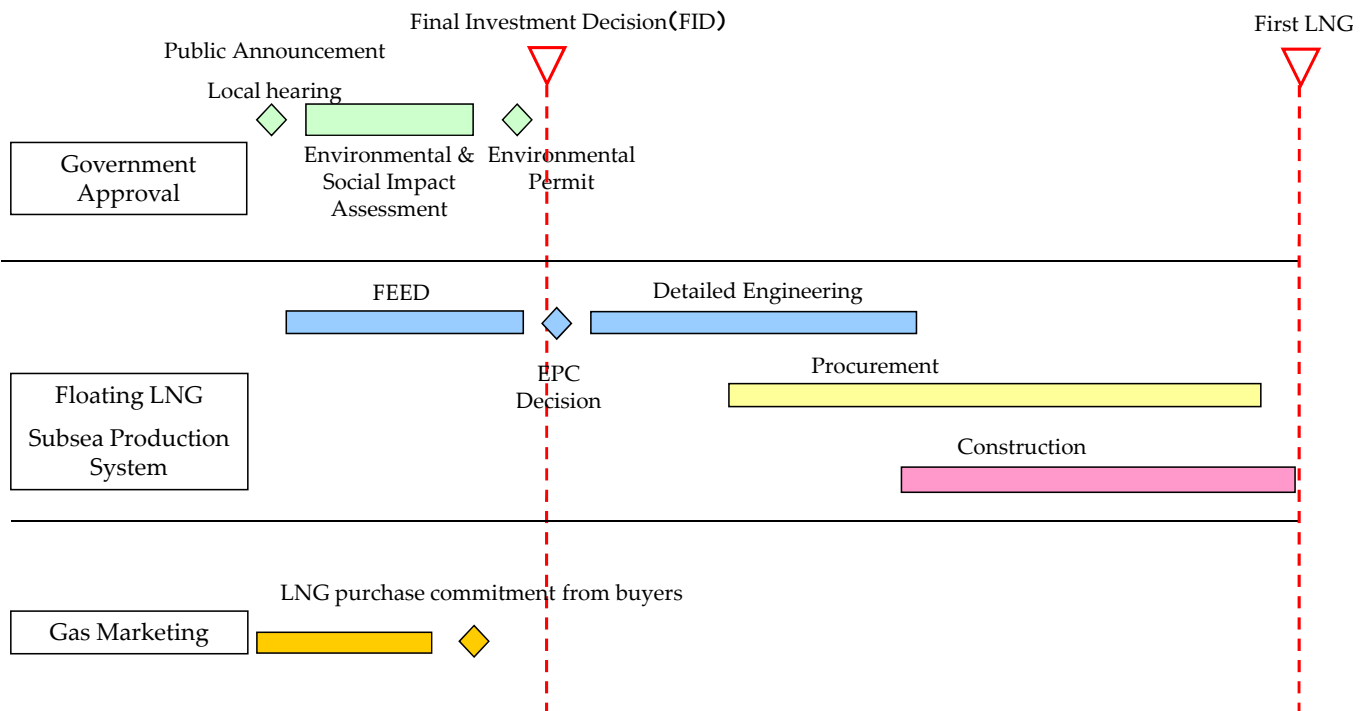 Final Investment Decision(FID)
First LNG
Public Announcement
Local hearing
Environmental &
Social Impact
Assessment
Environmental
Permit
Government
Approval
FEED
Detailed Engineering
EPC
Decision
Procurement
Floating LNG
Subsea Production
System
Construction
LNG purchase commitment from buyers
Gas Marketing